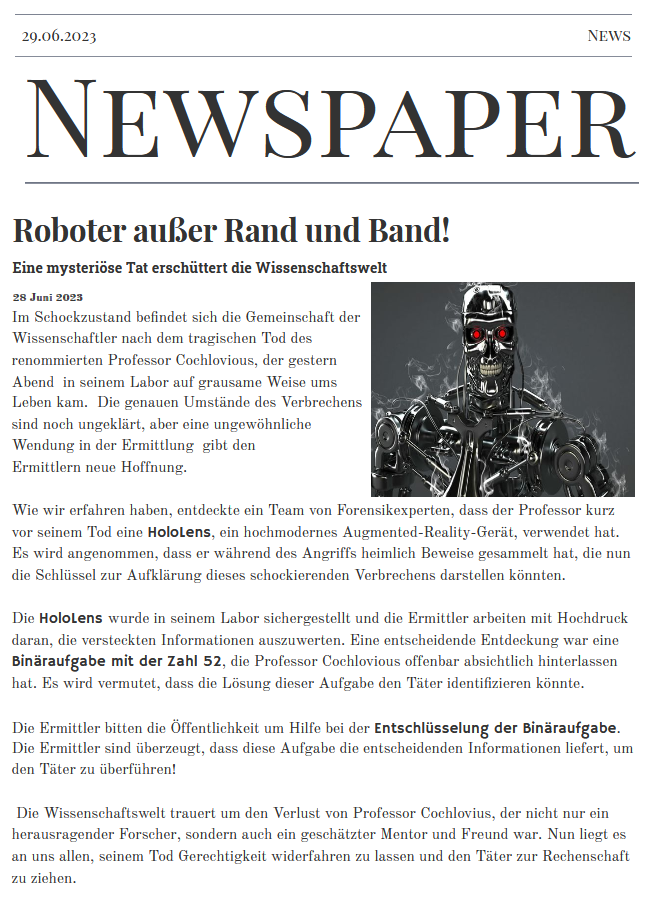 29.06.2023 News
Newspaper
Roboter außer Rand und Band!
Eine mysteriöse Tat erschüttert die Wissenschaftswelt
28 Juni 2023
Im Schockzustand befindet sich die Gemeinschaft der
Wissenschaftler nach dem tragischen Tod des
renommierten Professor Cochlovious, der gestern
Abend in seinem Labor auf grausame Weise ums
Leben kam. Die genauen Umstände des Verbrechens
sind noch ungeklärt, aber eine ungewöhnliche
Wendung in der Ermittlung gibt den
Ermittlern neue Hoffnung.
Wie wir erfahren haben, entdeckte ein Team von Forensikexperten, dass der Professor kurz
vor seinem Tod eine HoloLens, ein hochmodernes Augmented-Reality-Gerät, verwendet hat.
Es wird angenommen, dass er während des Angriffs heimlich Beweise gesammelt hat, die nun
die Schlüssel zur Aufklärung dieses schockierenden Verbrechens darstellen könnten.
Die HoloLens wurde in seinem Labor sichergestellt und die Ermittler arbeiten mit Hochdruck
daran, die versteckten Informationen auszuwerten. Eine entscheidende Entdeckung war eine
Binäraufgabe mit der Zahl 52, die Professor Cochlovious offenbar absichtlich hinterlassen
hat. Es wird vermutet, dass die Lösung dieser Aufgabe den Täter identifizieren könnte.
Die Ermittler bitten die Öffentlichkeit um Hilfe bei der Entschlüsselung der Binäraufgabe.
Die Ermittler sind überzeugt, dass diese Aufgabe die entscheidenden Informationen liefert, um
den Täter zu überführen!
Die Wissenschaftswelt trauert um den Verlust von Professor Cochlovius, der nicht nur ein
herausragender Forscher, sondern auch ein geschätzter Mentor und Freund war. Nun liegt es
an uns allen, seinem Tod Gerechtigkeit widerfahren zu lassen und den Täter zur Rechenschaft
zu ziehen.